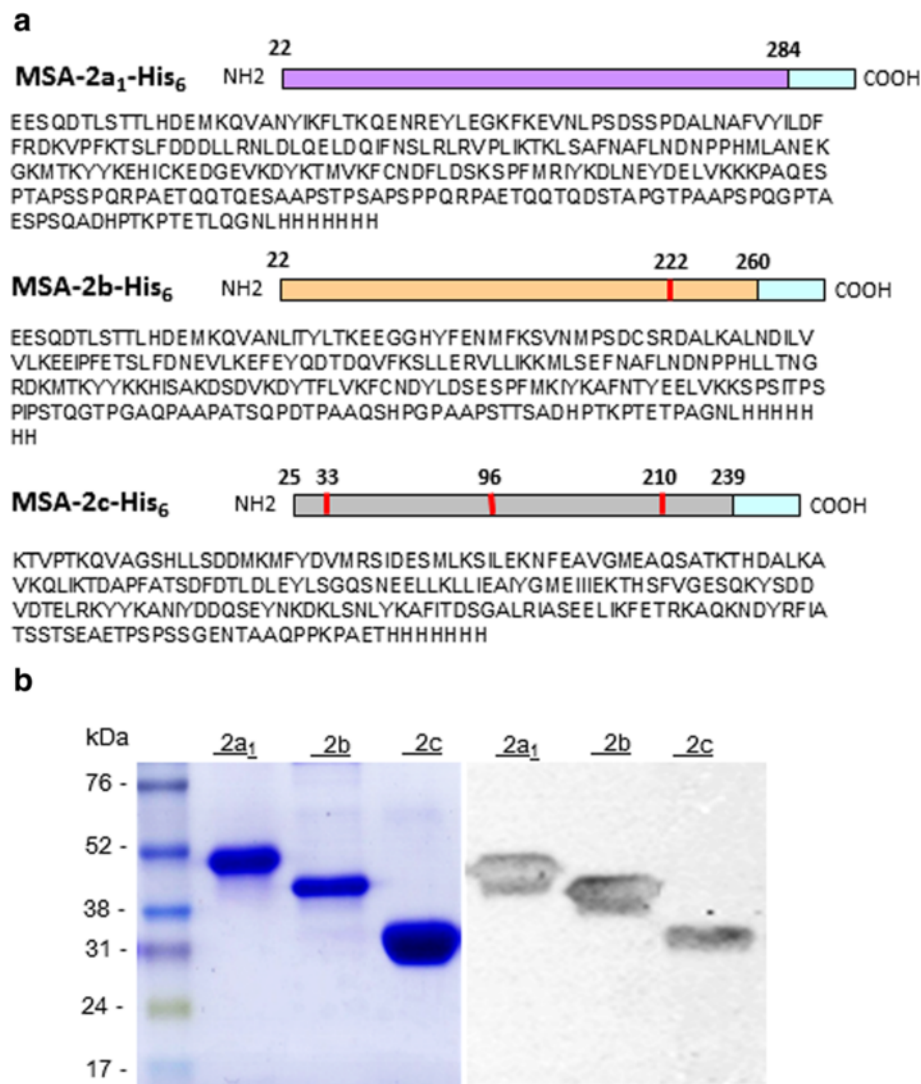 a
22 284
MSA-2a₁-His₆ NH2 COOH
EESQDTLSTTLHDEMKQVANYIKFLTKQENREYLEGKFKEVNLPSDSSPDALNAFVYILDF
FRDKVPFKTSLFDDDLLRNLDLQELDQIFNSLRLRVPLIKTKLSAFNAFLNDNPPHMLANEK
GKMTKYYKEHICKEDGEVKDYKTMVKFCNDFLDSKSPFMRIYKDLNEYDELVKKKPAQES
PTAPSSPQRPAETQQTQESAAPSTPSAPSPPQRPAETQQTQDSTAPGTPAAPSPQGPTA
ESPSQADHPTKPTETLQGNLHHHHHHH
22 222 260
MSA-2b-His₆ NH2 COOH
EESQDTLSTTLHDEMKQVANLITYLTKEEGGHYFENMFKSVNMPSDCSRDALKALNDILV
VLKEEIPFETSLFDNEVLKEFEYQDTDQVFKSLLERVLLIKKMLSEFNAFLNDNPPHLLTNG
RDKMTKYYKKHISAKDSDVKDYTFLVKFCNDYLDSESPFMKIYKAFNTYEELVKKSPSITPS
PIPSTQGTPGAQPAAPATSQPDTPAAQSHPGPAAPSTTSADHPTKPTETPAGNLHHHHH
HH
25 33 96 210 239
MSA-2c-His₆ NH2 COOH
KTVPTKQVAGSHLLSDDMKMFYDVMRSIDESMLKSILEKNFEAVGMEAQSATKTHDALKA
VKQLIKTDAPFATSDFDTLDLEYLSGQSNEELLKLLIEAIYGMEIIIEKTHSFVGESQKYSDD
VDTELRKYYKANIYDDQSEYNKDKLSNLYKAFITDSGALRIASEELIKFETRKAQKNDYRFIA
TSSTSEAETPSPSSGENTAAQPPKPAETHHHHHHH
b
kDa 2a₁ 2b 2c 2a₁ 2b 2c
76 -
52 -
38 -
31 -
24 -
17 -